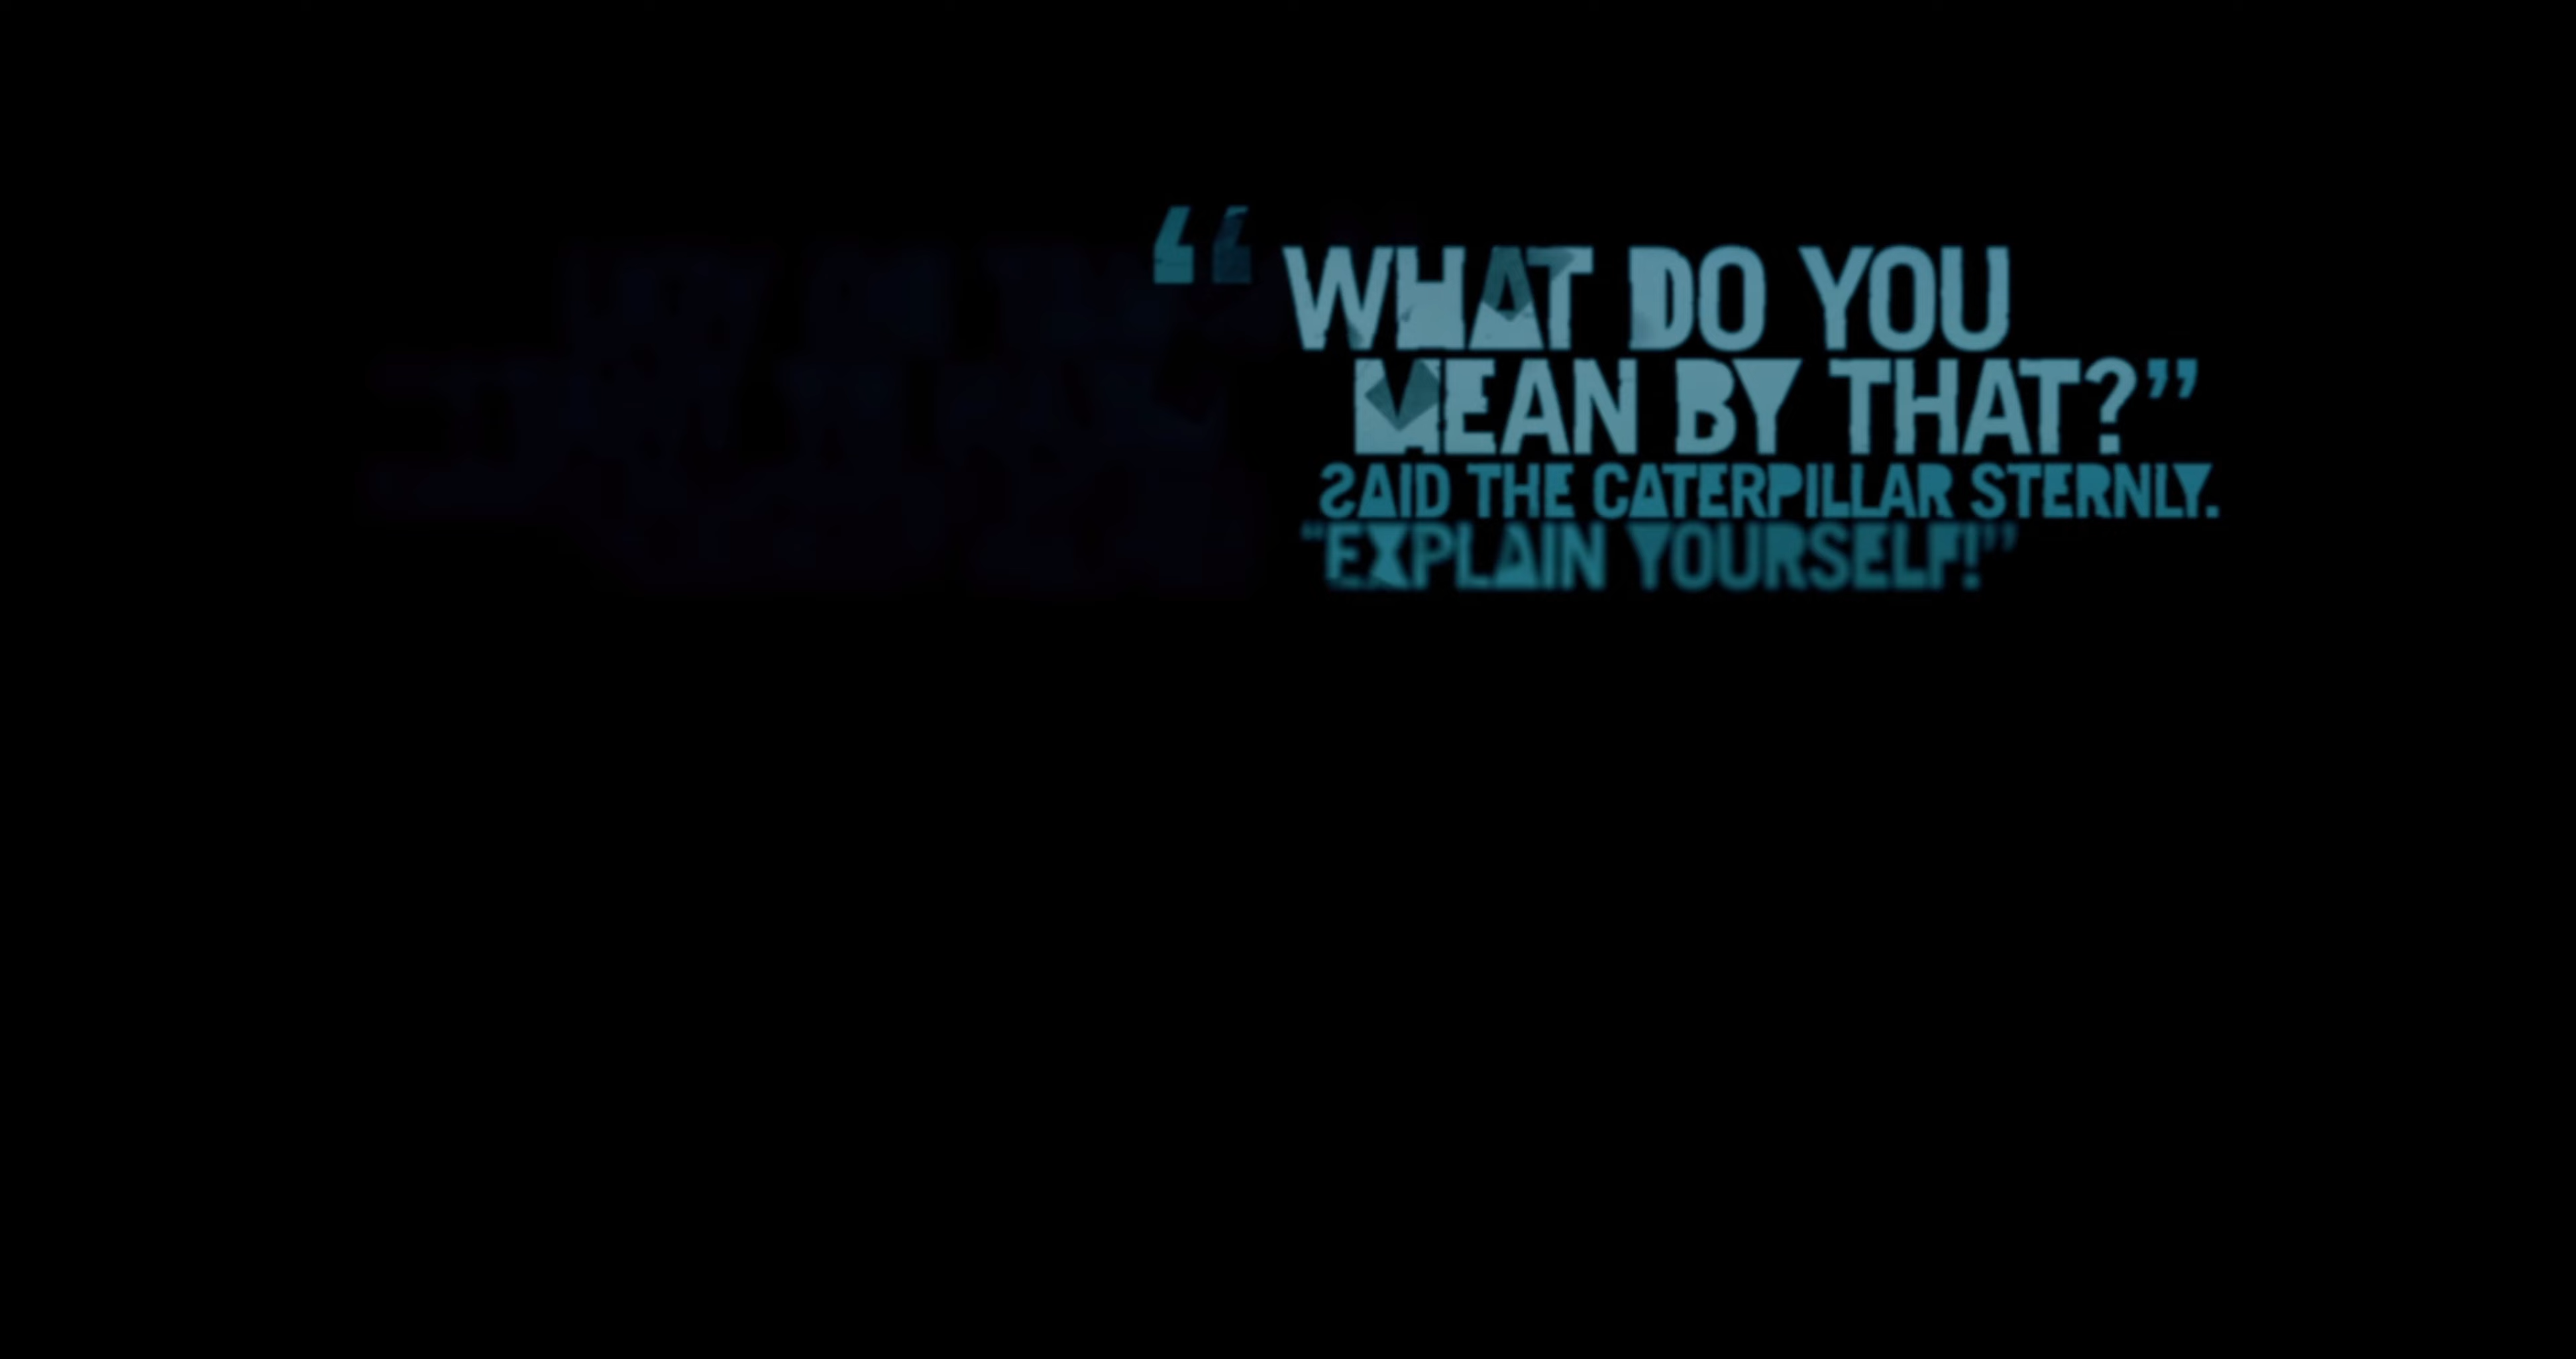 “WHAT DO YOU
MEAN BY THAT?”
SAID THE CATERPILLAR STERNLY.
“EXPLAIN YOURSELF!”